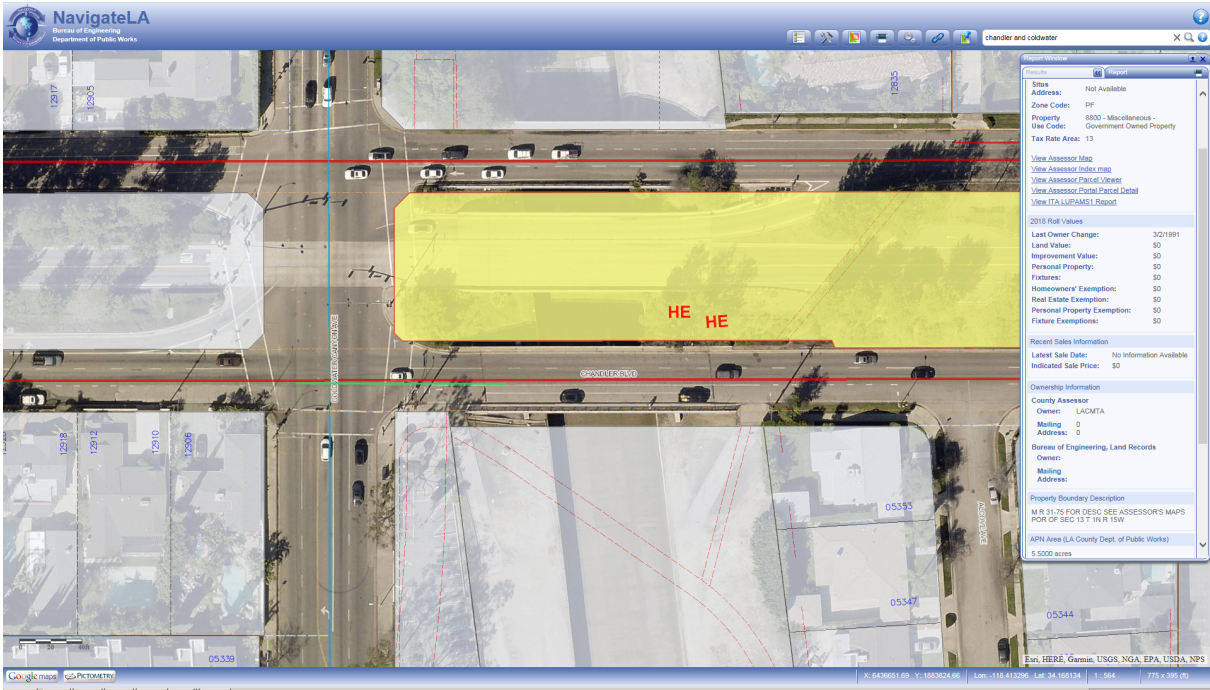 NavigateLA
Bureau of Engineering
Department of Public Works
chandler and coldwater
Report Window
Results
Report
Situs Address: Not Available
Zone Code: PF
Property Use Code: 8800 - Miscellaneous - Government Owned Property
Tax Rate Area: 13
View Assessor Map
View Assessor Index map
View Assessor Parcel Viewer
View Assessor Portal Parcel Detail
View ITA LUPAMS1 Report
2018 Roll Values
Last Owner Change: 3/2/1991
Land Value: $0
Improvement Value: $0
Personal Property: $0
Fixtures: $0
Homeowners' Exemption: $0
Real Estate Exemption: $0
Personal Property Exemption: $0
Fixture Exemptions: $0
Recent Sales Information
Latest Sale Date: No Information Available
Indicated Sale Price: $0
Ownership Information
County Assessor
Owner: LACMTA
Mailing Address: 0
0
Bureau of Engineering, Land Records
Owner:
Mailing Address:
Property Boundary Description
M R 31-75 FOR DESC SEE ASSESSOR'S MAPS
POR OF SEC 13 T 1N R 15W
APN Area (LA County Dept. of Public Works)
5.5000 acres
12917
12905
12835
HE
HE
COLDWATER CANYON AVE
CHANDLER BLVD
12918
12912
12910
12906
05353
ARCHIVE AVE
05347
05344
05339
0 20 40ft
Esri, HERE, Garmin, USGS, NGA, EPA, USDA, NPS
Google maps
PICTOMETRY
X: 6436651.69 Y: 1883824.66
Lon: -118.413296 Lat: 34.168134
1 : 564
775 x 395 (ft)